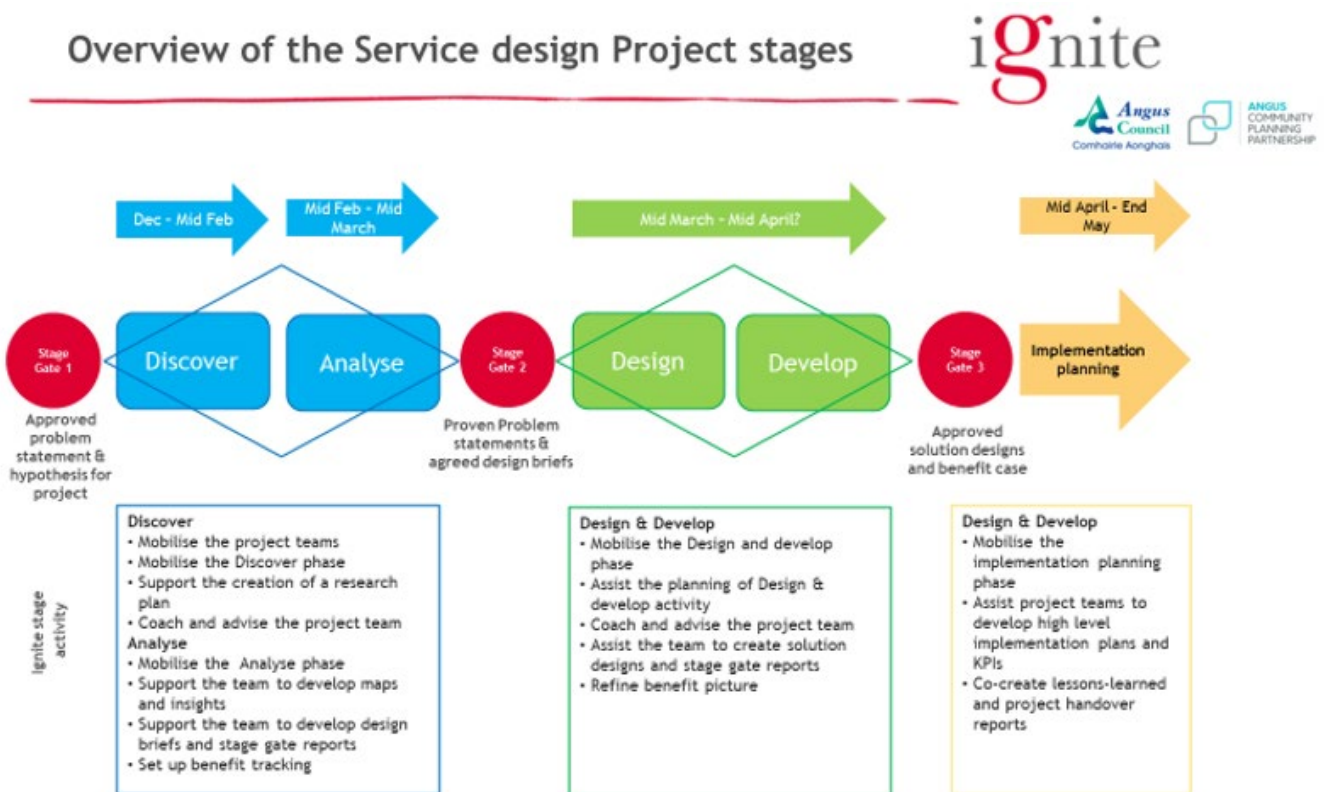 Overview of the Service design Project stages
ignite
Angus
Council
Comhairle Aonghais
ANGUS
COMMUNITY
PLANNING
PARTNERSHIP
Dec - Mid Feb
Mid Feb - Mid
March
Mid March - Mid April?
Mid April - End
May
Stage
Gate 1
Discover
Analyse
Stage
Gate 2
Design
Develop
Stage
Gate 3
Implementation
planning
Approved
problem
statement &
hypothesis for
project
Proven Problem
statements &
agreed design briefs
Approved
solution designs
and benefit case
Ignite stage
activity
Discover
• Mobilise the project teams
• Mobilise the Discover phase
• Support the creation of a research
plan
• Coach and advise the project team
Analyse
• Mobilise the Analyse phase
• Support the team to develop maps
and insights
• Support the team to develop design
briefs and stage gate reports
• Set up benefit tracking
Design & Develop
• Mobilise the Design and develop
phase
• Assist the planning of Design &
develop activity
• Coach and advise the project team
• Assist the team to create solution
designs and stage gate reports
• Refine benefit picture
Design & Develop
• Mobilise the
implementation planning
phase
• Assist project teams to
develop high level
implementation plans and
KPIs
• Co-create lessons-learned
and project handover
reports